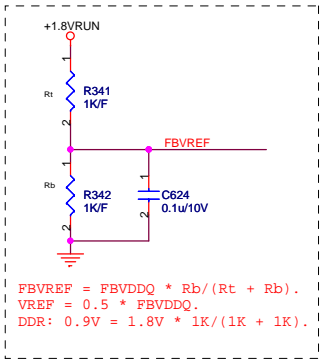 +1.8VRUN
1
Rt
R341
1K/F
2
FBVREF
1
1
Rb
R342
1K/F
C624
0.1u/10V
2
2
FBVREF = FBVDDQ * Rb/(Rt + Rb).
VREF = 0.5 * FBVDDQ.
DDR: 0.9V = 1.8V * 1K/(1K + 1K).